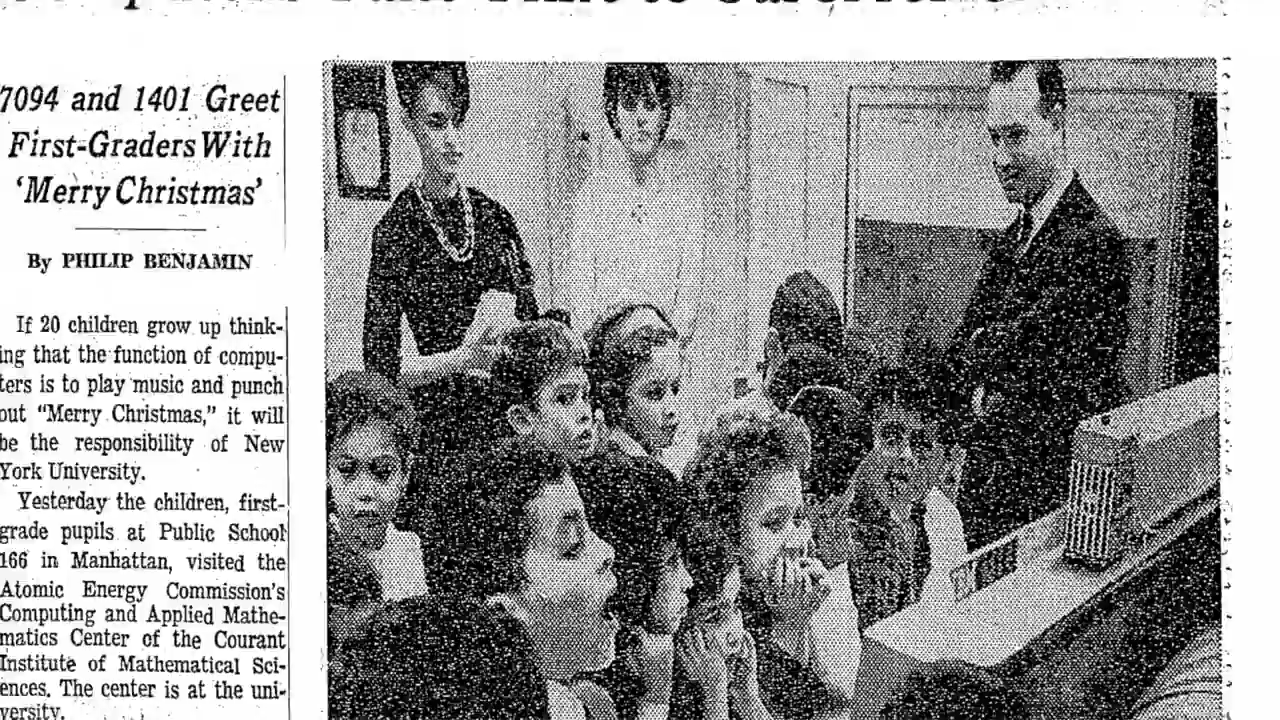 7094 and 1401 Greet
First-Graders With
'Merry Christmas'
By PHILIP BENJAMIN
If 20 children grow up think-
ing that the function of compu-
ters is to play music and punch
out "Merry Christmas," it will
be the responsibility of New
York University.
Yesterday the children, first-
grade pupils at Public School
166 in Manhattan, visited the
Atomic Energy Commission's
Computing and Applied Mathe-
matics Center of the Courant
Institute of Mathematical Sci-
ences. The center is at the uni-
versity.